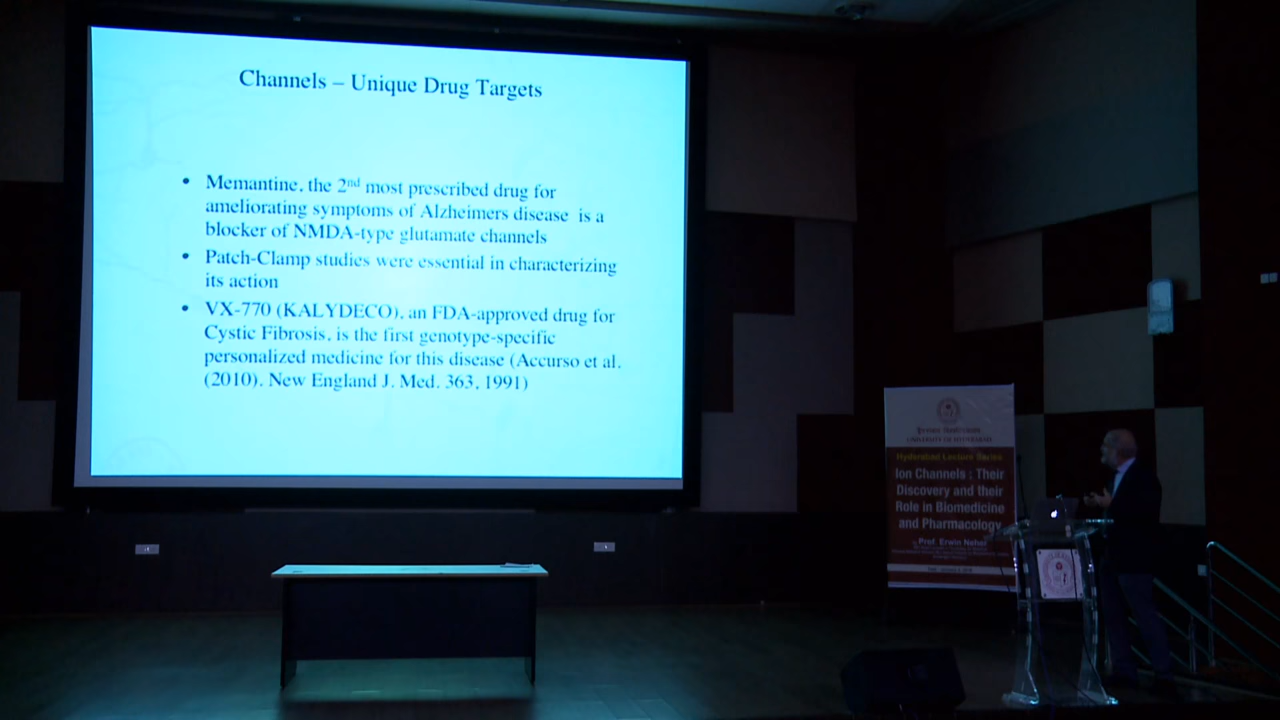 Channels – Unique Drug Targets
• Memantine, the 2nd most prescribed drug for
ameliorating symptoms of Alzheimers disease is a
blocker of NMDA-type glutamate channels
• Patch-Clamp studies were essential in characterizing
its action
• VX-770 (KALYDECO), an FDA-approved drug for
Cystic Fibrosis, is the first genotype-specific
personalized medicine for this disease (Accurso et al.
(2010). New England J. Med. 363, 1991)
UNIVERSITY OF HYDERABAD
Hyderabad Lecture Series
Ion Channels : Their
Discovery and their
Role in Biomedicine
and Pharmacology
Prof. Erwin Neher